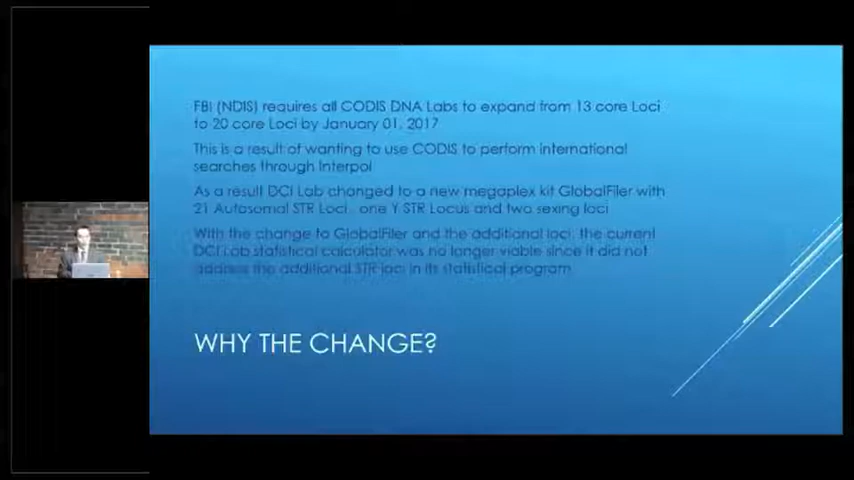 FBI (NDIS) requires all CODIS DNA Labs to expand from 13 core Loci
to 20 core Loci by January 01, 2017
This is a result of wanting to use CODIS to perform international
searches through Interpol
As a result DCI Lab changed to a new megaplex kit GlobalFiler with
21 Autosomal STR Loci, one Y STR Locus and two sexing loci
With the change to GlobalFiler and the additional loci, the current
DCI Lab statistical calculator was no longer viable since it did not
address the additional STR loci in its statistical program
WHY THE CHANGE?